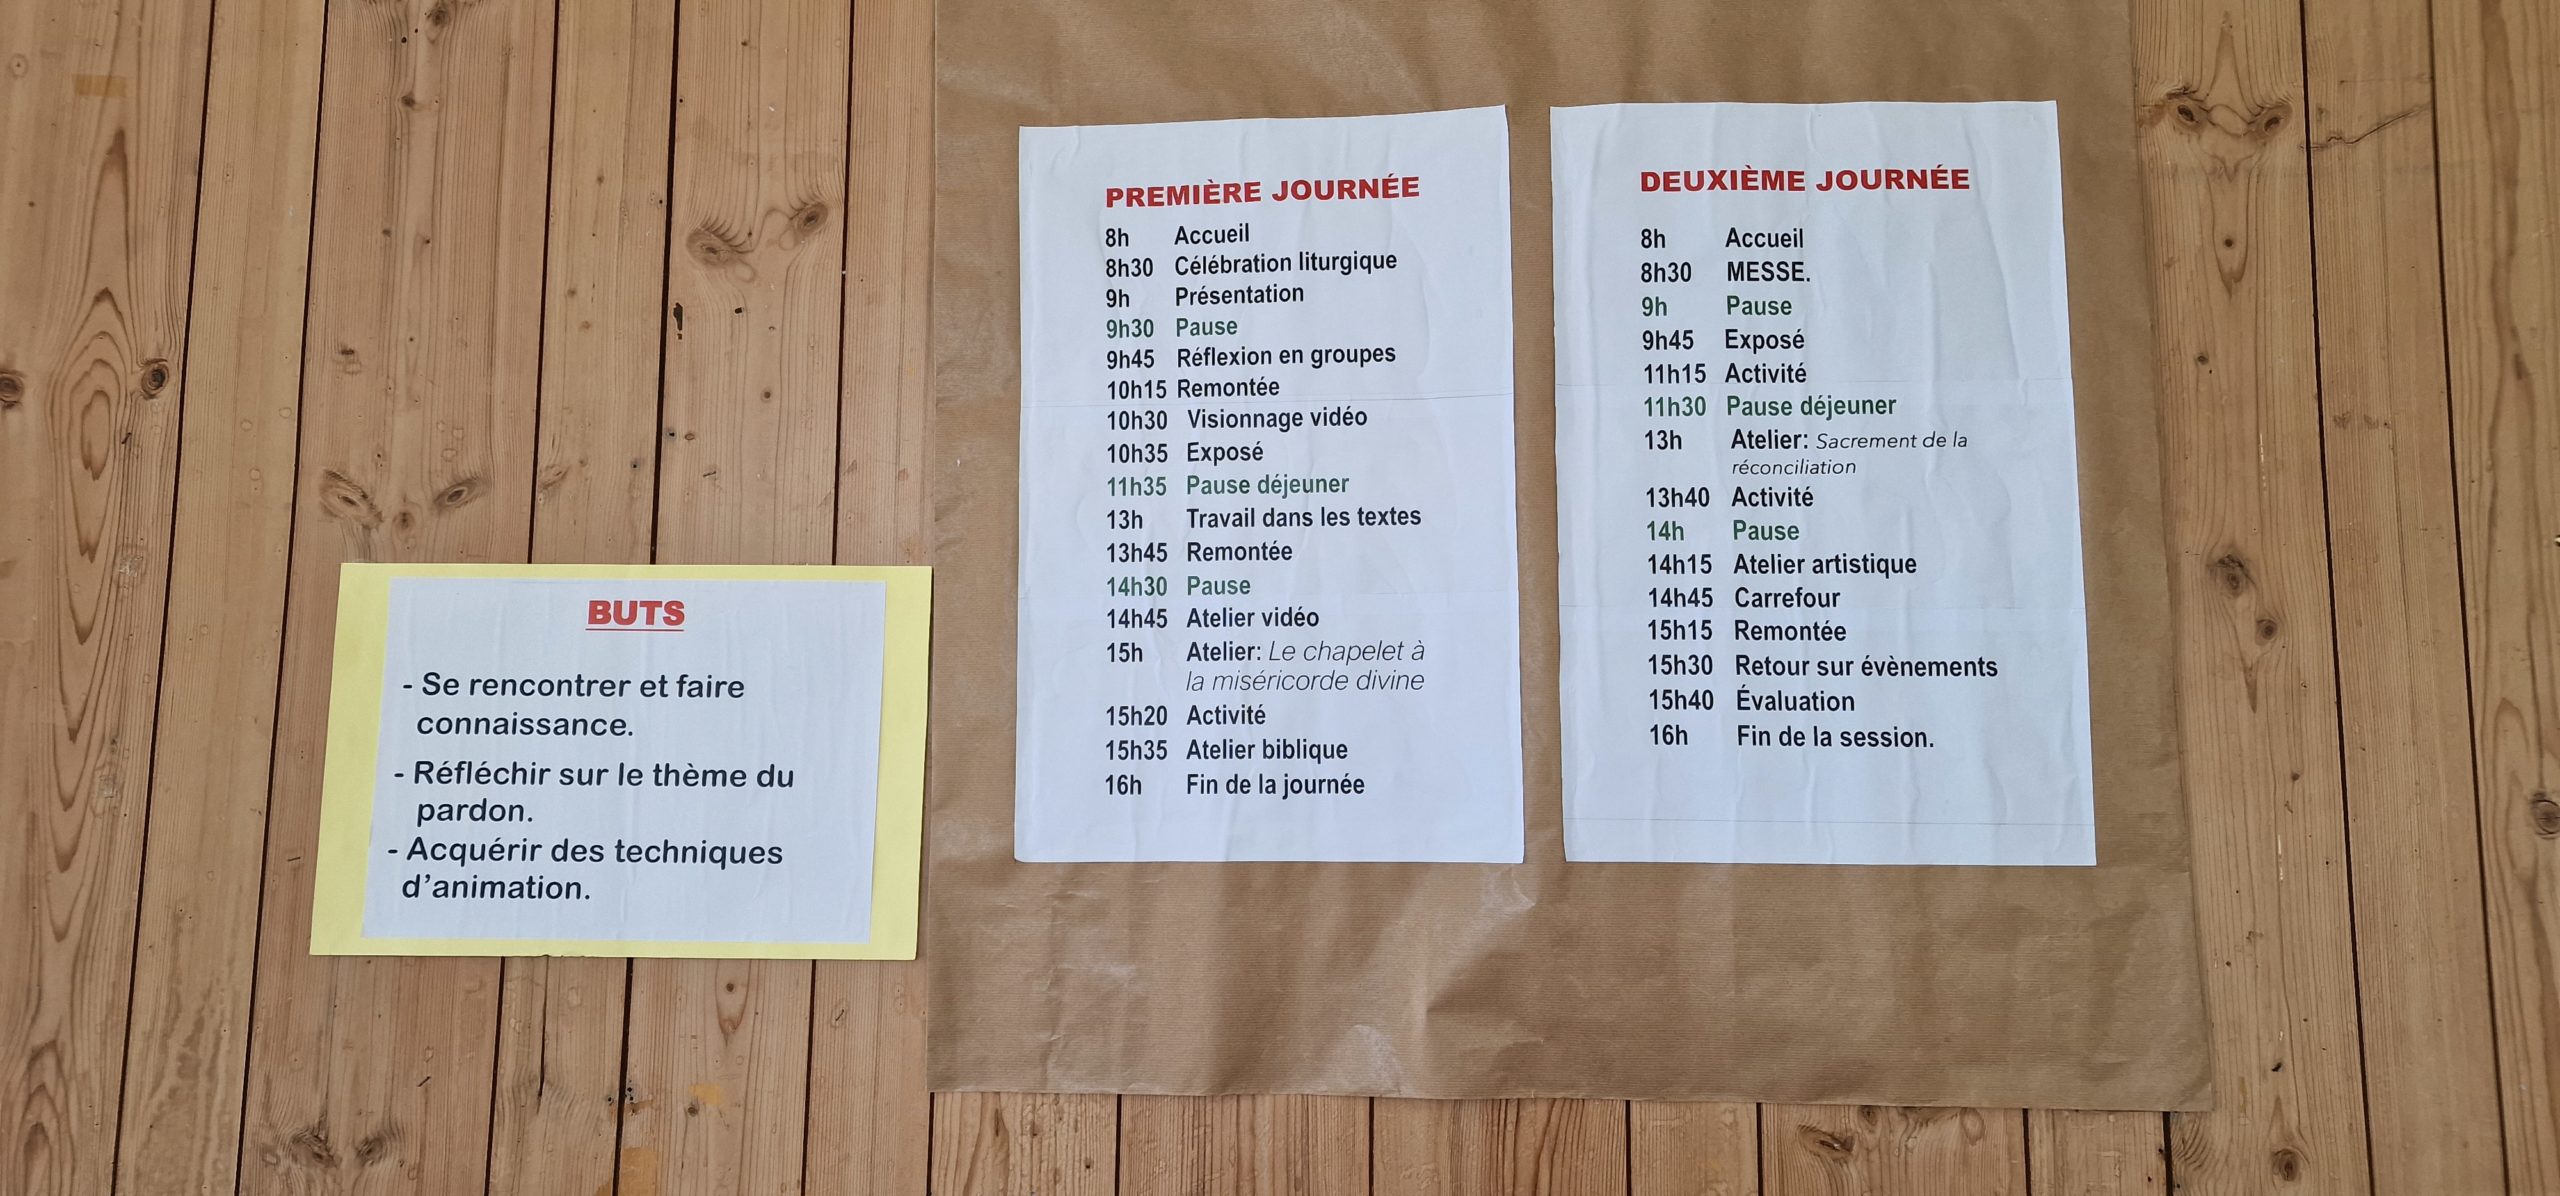 BUTS
- Se rencontrer et faire
connaissance.
- Réfléchir sur le thème du
pardon.
- Acquérir des techniques
d'animation.
PREMIÈRE JOURNÉE
8h Accueil
8h30 Célébration liturgique
9h Présentation
9h30 Pause
9h45 Réflexion en groupes
10h15 Remontée
10h30 Visionnage vidéo
10h35 Exposé
11h35 Pause déjeuner
13h Travail dans les textes
13h45 Remontée
14h30 Pause
14h45 Atelier vidéo
15h Atelier: Le chapelet à
la miséricorde divine
15h20 Activité
15h35 Atelier biblique
16h Fin de la journée
DEUXIÈME JOURNÉE
8h Accueil
8h30 MESSE.
9h Pause
9h45 Exposé
11h15 Activité
11h30 Pause déjeuner
13h Atelier: Sacrement de la
réconciliation
13h40 Activité
14h Pause
14h15 Atelier artistique
14h45 Carrefour
15h15 Remontée
15h30 Retour sur évènements
15h40 Évaluation
16h Fin de la session.